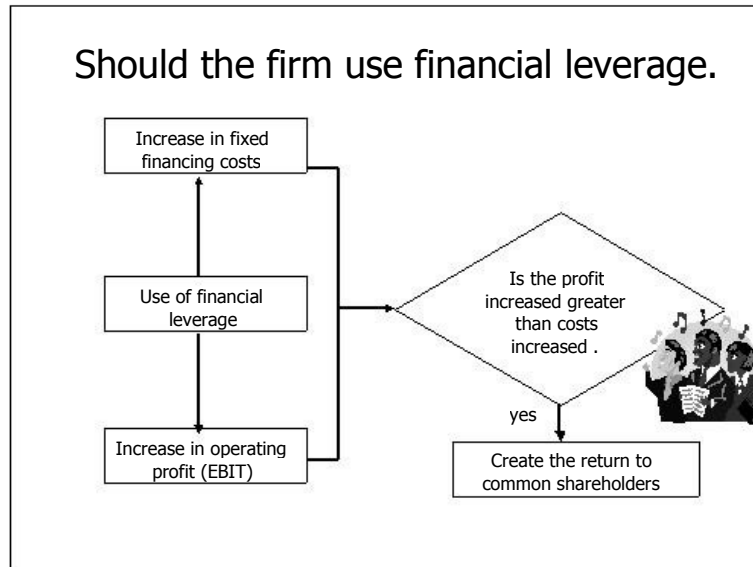 Should the firm use financial leverage.
Increase in fixed
financing costs
Use of financial
leverage
Increase in operating
profit (EBIT)
Is the profit
increased greater
than costs
increased .
yes
Create the return to
common shareholders